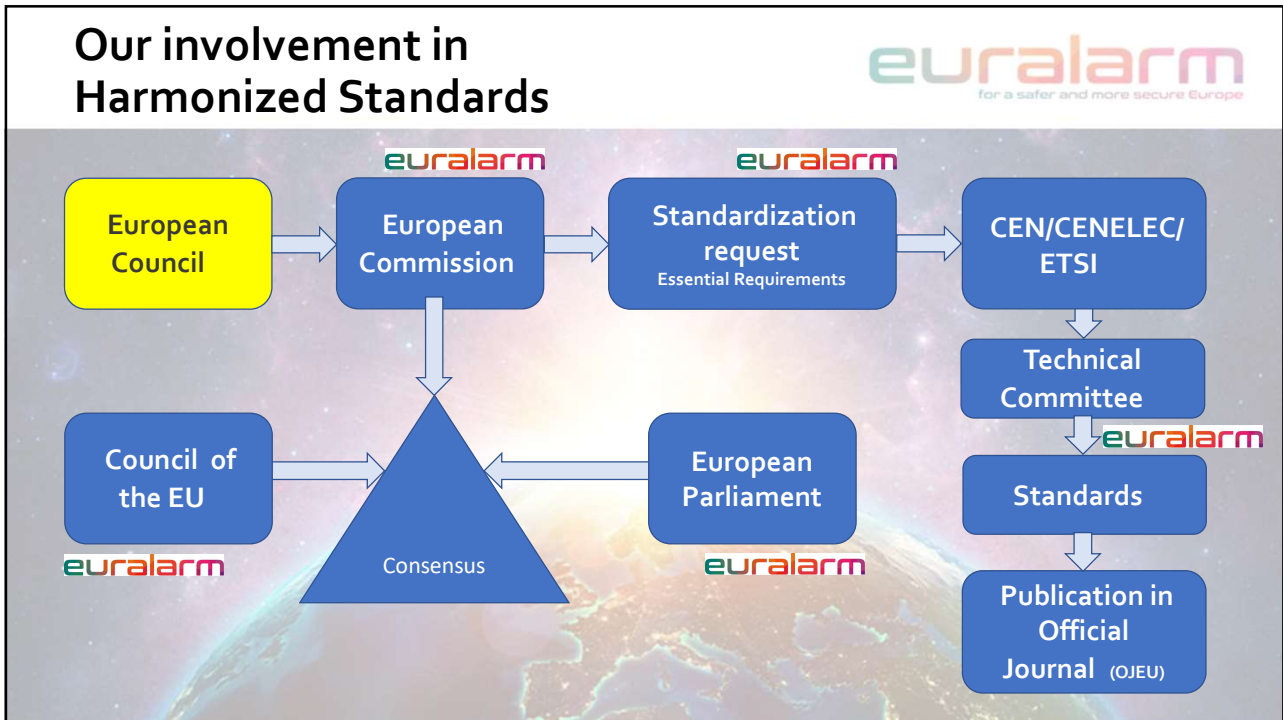 Our involvement in
Harmonized Standards
euralarm
for a safer and more secure Europe
euralarm
euralarm
European
Council
European
Commission
Standardization
request
Essential Requirements
CEN/CENELEC/
ETSI
Technical
Committee
euralarm
Council of
the EU
European
Parliament
Standards
Consensus
euralarm
euralarm
Publication in
Official
Journal (OJEU)